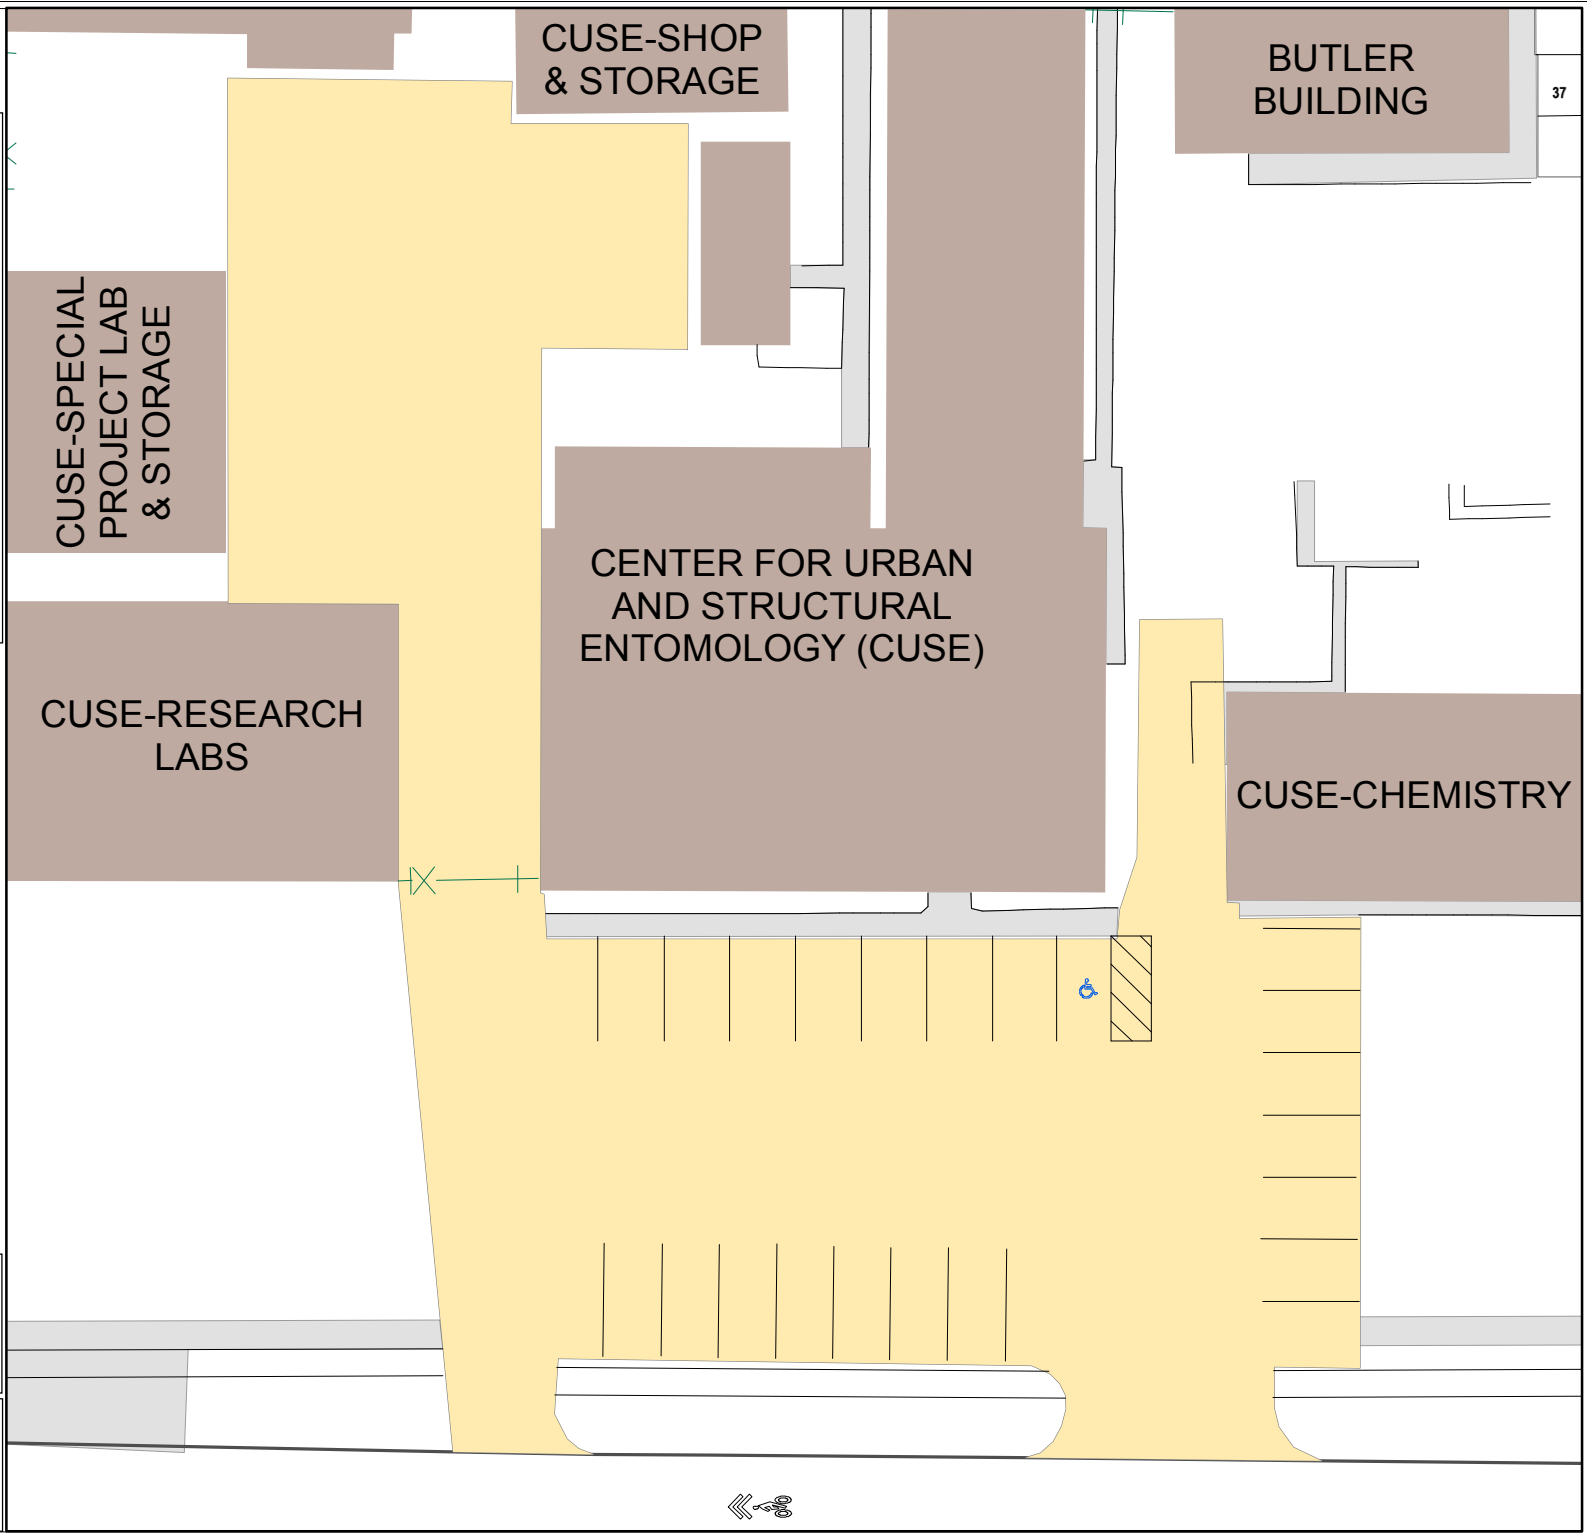 CUSE-SHOP
& STORAGE
BUTLER
BUILDING
37
CUSE-SPECIAL
PROJECT LAB
& STORAGE
CENTER FOR URBAN
AND STRUCTURAL
ENTOMOLOGY (CUSE)
CUSE-RESEARCH
LABS
CUSE-CHEMISTRY